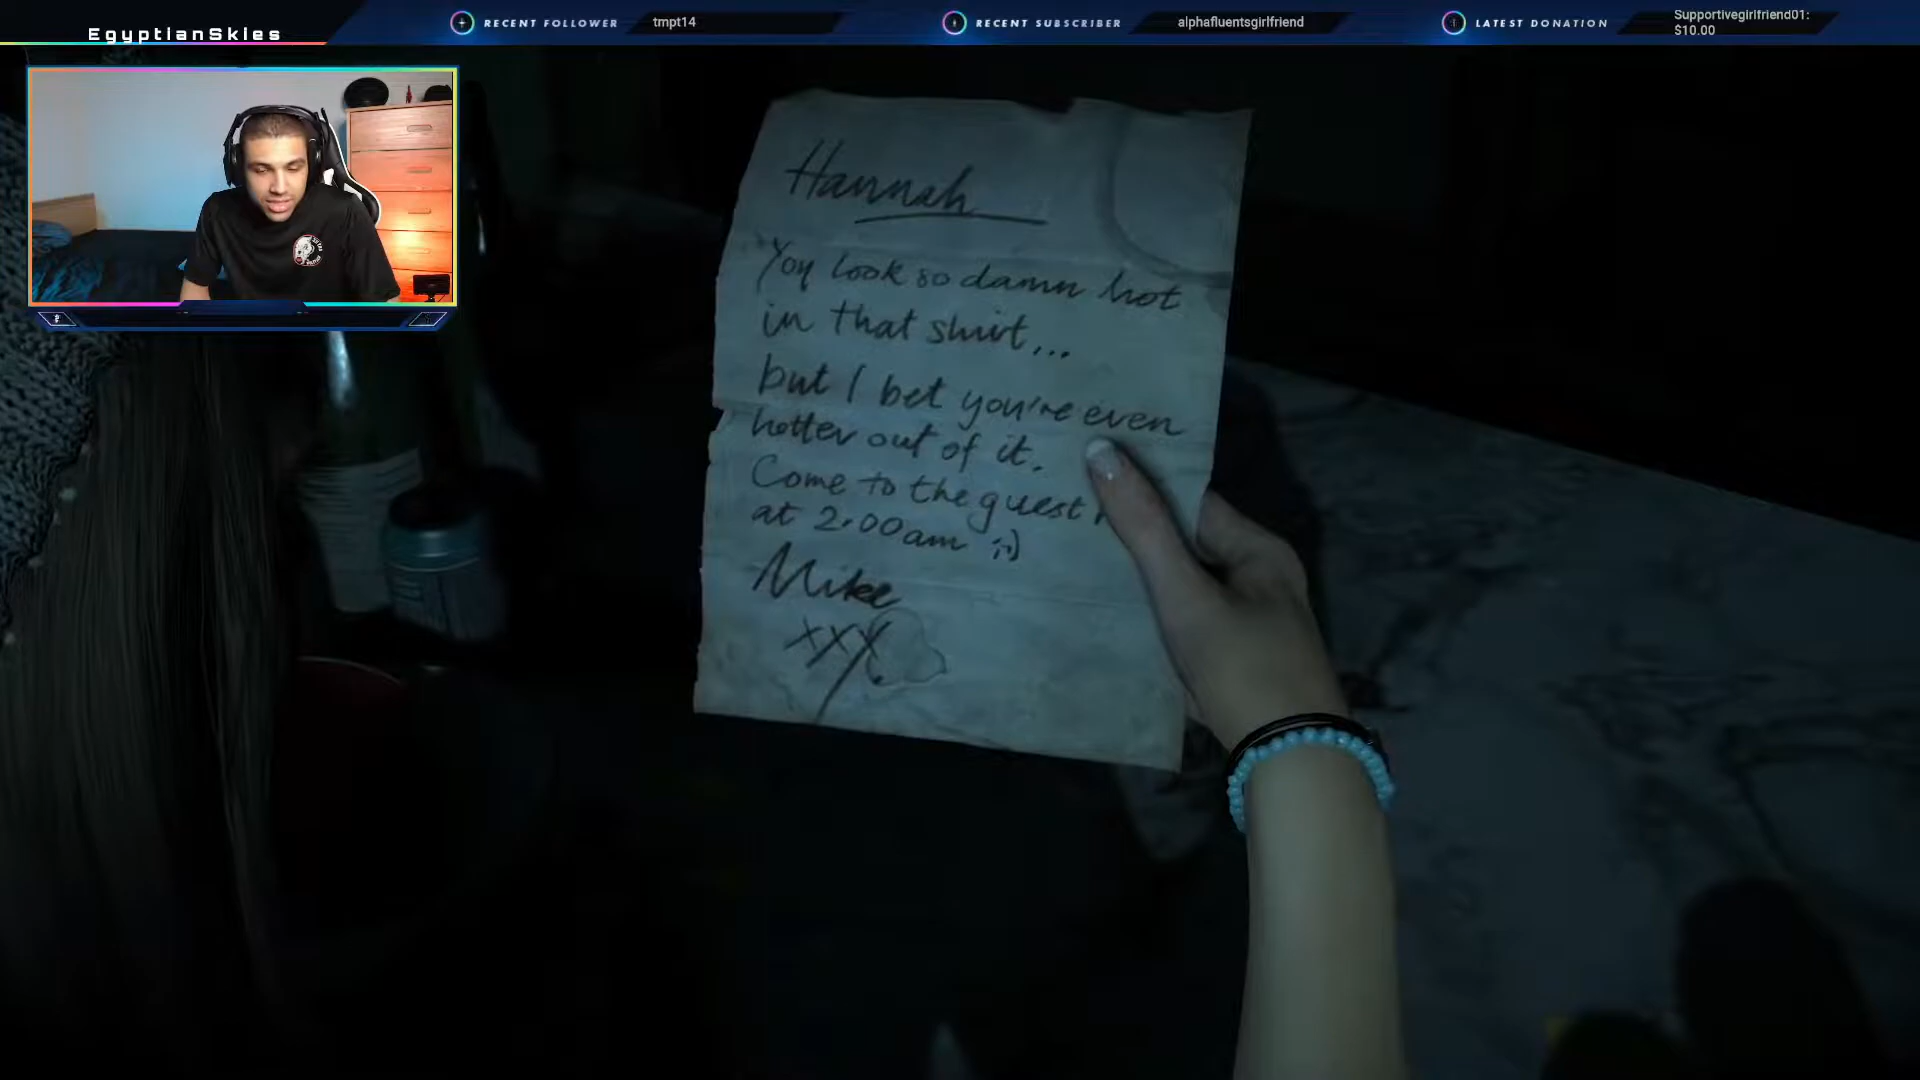 EgyptianSkies
RECENT FOLLOWER
tmpt14
RECENT SUBSCRIBER
alphafluentsgirlfriend
LATEST DONATION
Supportivegirlfriend01:
$10.00
Hannah
You look so damn hot
in that shirt...
but I bet you're even
hotter out of it.
Come to the guest
at 2.00am ;)
Mike
xxx